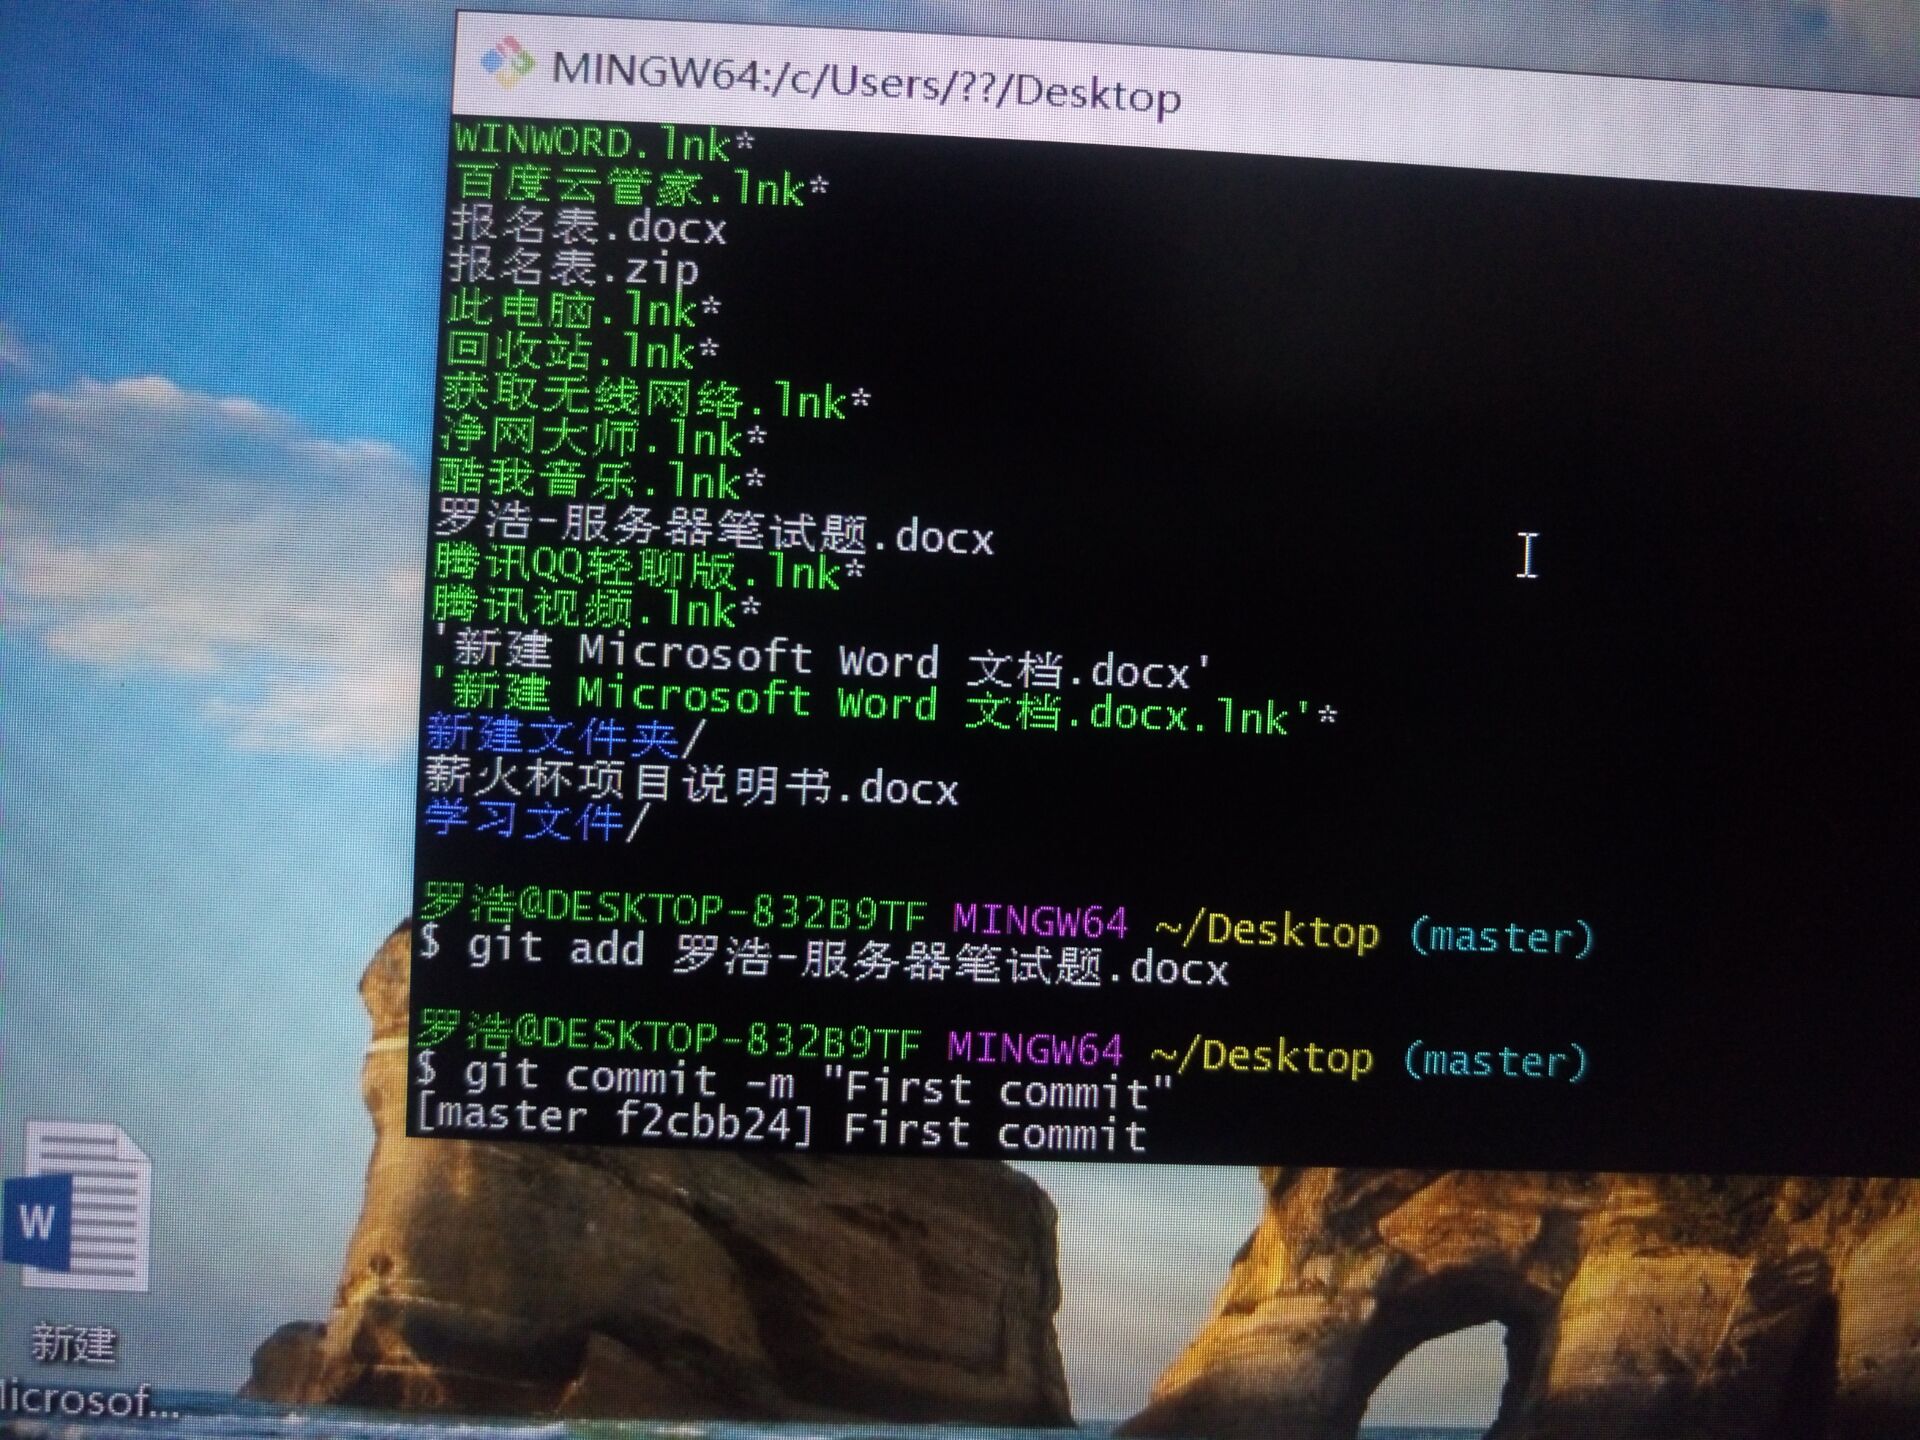 MINGW64:/c/Users/??/Desktop
WINWORD.lnk*
百度云管家.lnk*
报名表.docx
报名表.zip
此电脑.lnk*
回收站.lnk*
获取无线网络.lnk*
净网大师.lnk*
酷我音乐.lnk*
罗浩-服务器笔试题.docx
腾讯QQ轻聊版.lnk*
腾讯视频.lnk*
'新建 Microsoft Word 文档.docx'
'新建 Microsoft Word 文档.docx.lnk'*
新建文件夹/
薪火杯项目说明书.docx
学习文件/
罗浩@DESKTOP-832B9TF MINGW64 ~/Desktop (master)
$ git add 罗浩-服务器笔试题.docx
罗浩@DESKTOP-832B9TF MINGW64 ~/Desktop (master)
$ git commit -m "First commit"
[master f2cbb24] First commit
W
新建
Microsof...